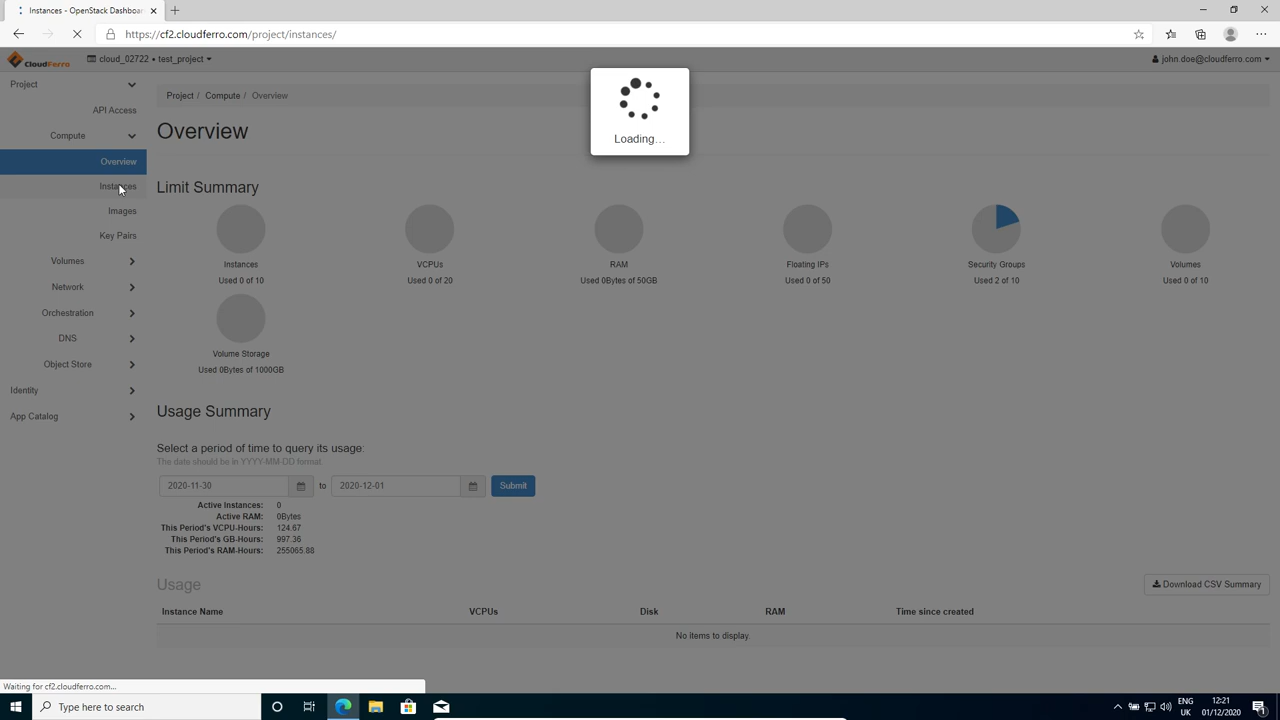 Instances - OpenStack Dashboar
https://cf2.cloudferro.com/project/instances/
CloudFerro
cloud_02722 • test_project
john.doe@cloudferro.com
Project
API Access
Compute
Overview
Instances
Images
Key Pairs
Volumes
Network
Orchestration
DNS
Object Store
Identity
App Catalog
Project / Compute / Overview
Overview
Loading...
Limit Summary
Instances
Used 0 of 10
VCPUs
Used 0 of 20
RAM
Used 0Bytes of 50GB
Floating IPs
Used 0 of 50
Security Groups
Used 2 of 10
Volumes
Used 0 of 10
Volume Storage
Used 0Bytes of 1000GB
Usage Summary
Select a period of time to query its usage:
The date should be in YYYY-MM-DD format.
2020-11-30 to 2020-12-01 Submit
Active Instances: 0
Active RAM: 0Bytes
This Period's VCPU-Hours: 124.67
This Period's GB-Hours: 997.36
This Period's RAM-Hours: 255065.88
Usage
Download CSV Summary
Instance Name VCPUs Disk RAM Time since created
No items to display.
Waiting for cf2.cloudferro.com...
Type here to search
ENG
UK
12:21
01/12/2020